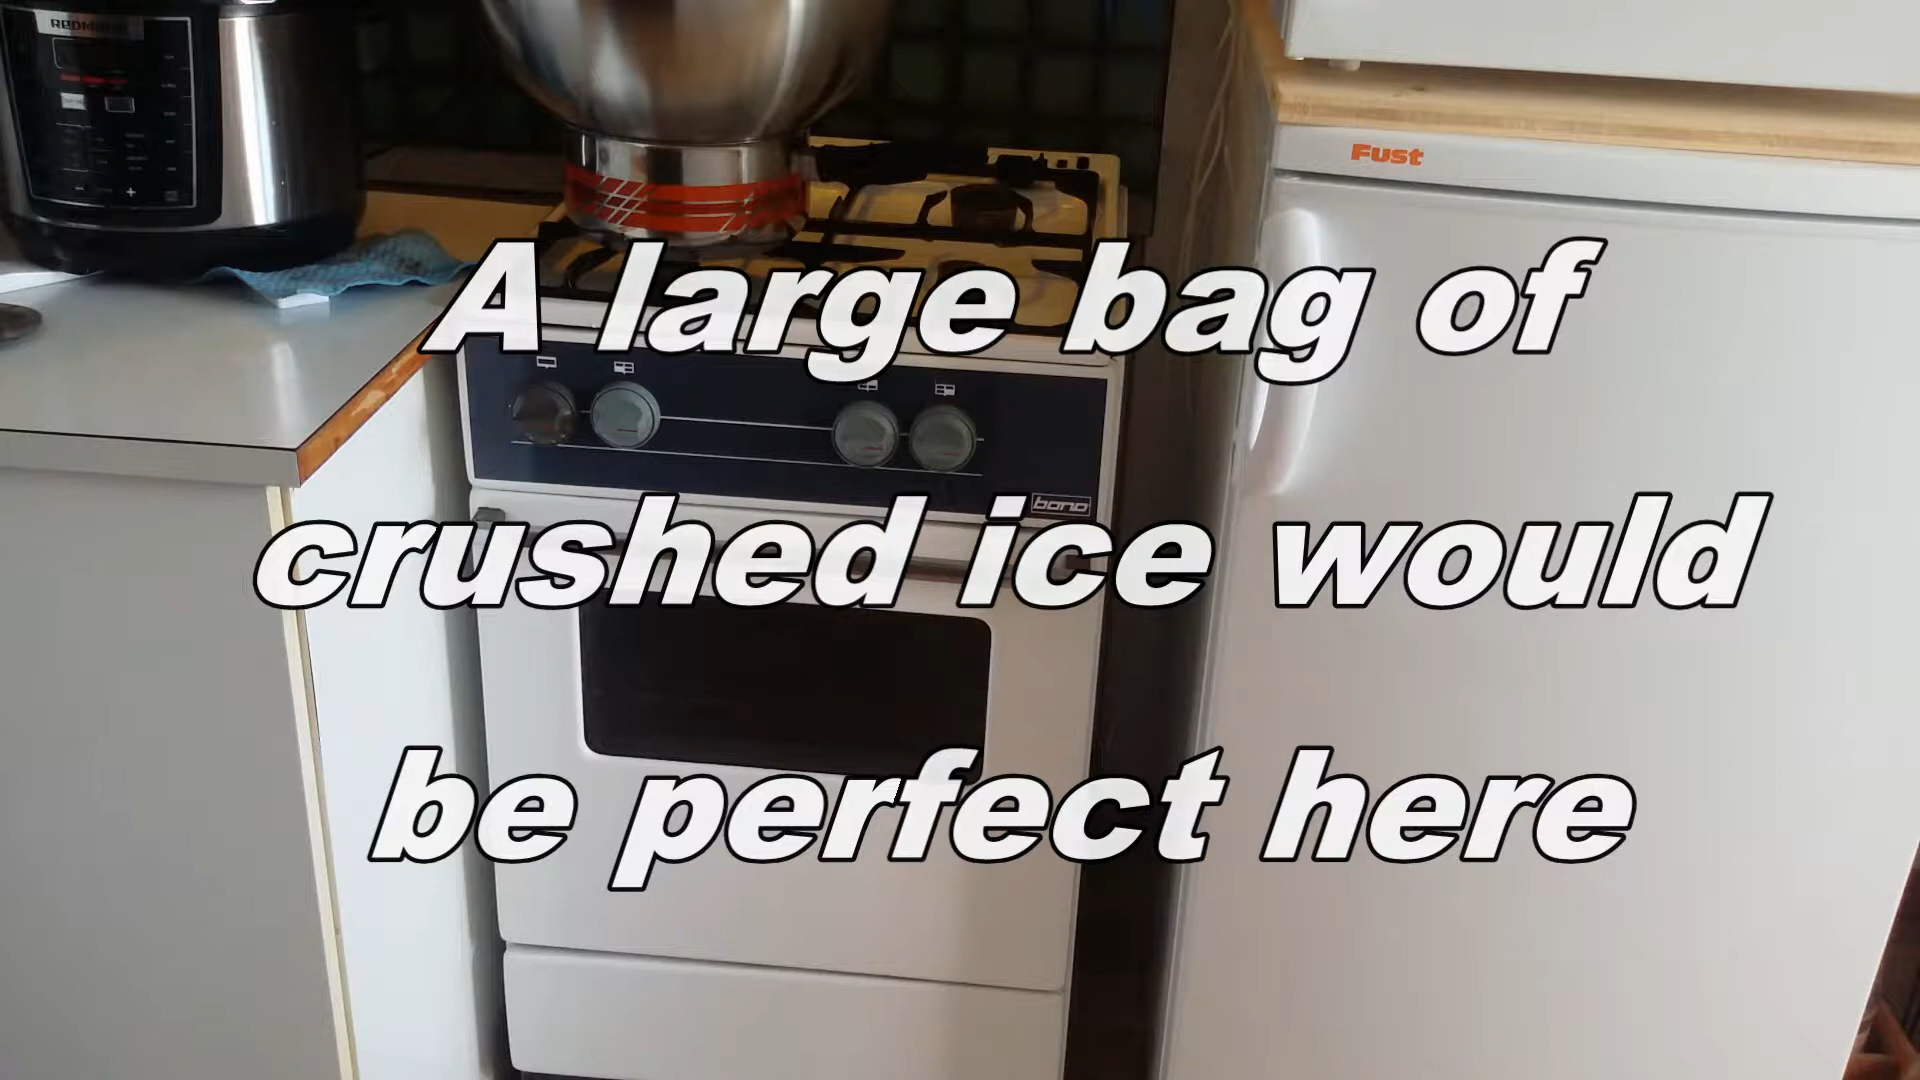 Fust
A large bag of
crushed ice would
bono
be perfect here